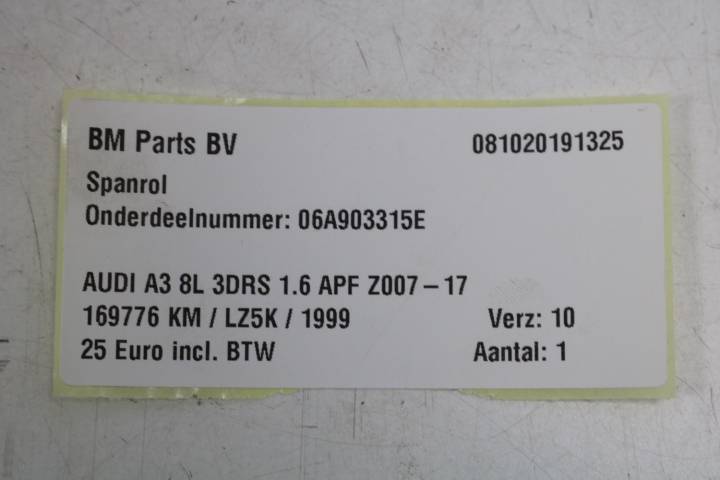 BM Parts BV 081020191325
Spanrol
Onderdeelnummer: 06A903315E
AUDI A3 8L 3DRS 1.6 APF Z007-17
169776 KM / LZ5K / 1999 Verz: 10
25 Euro incl. BTW Aantal: 1